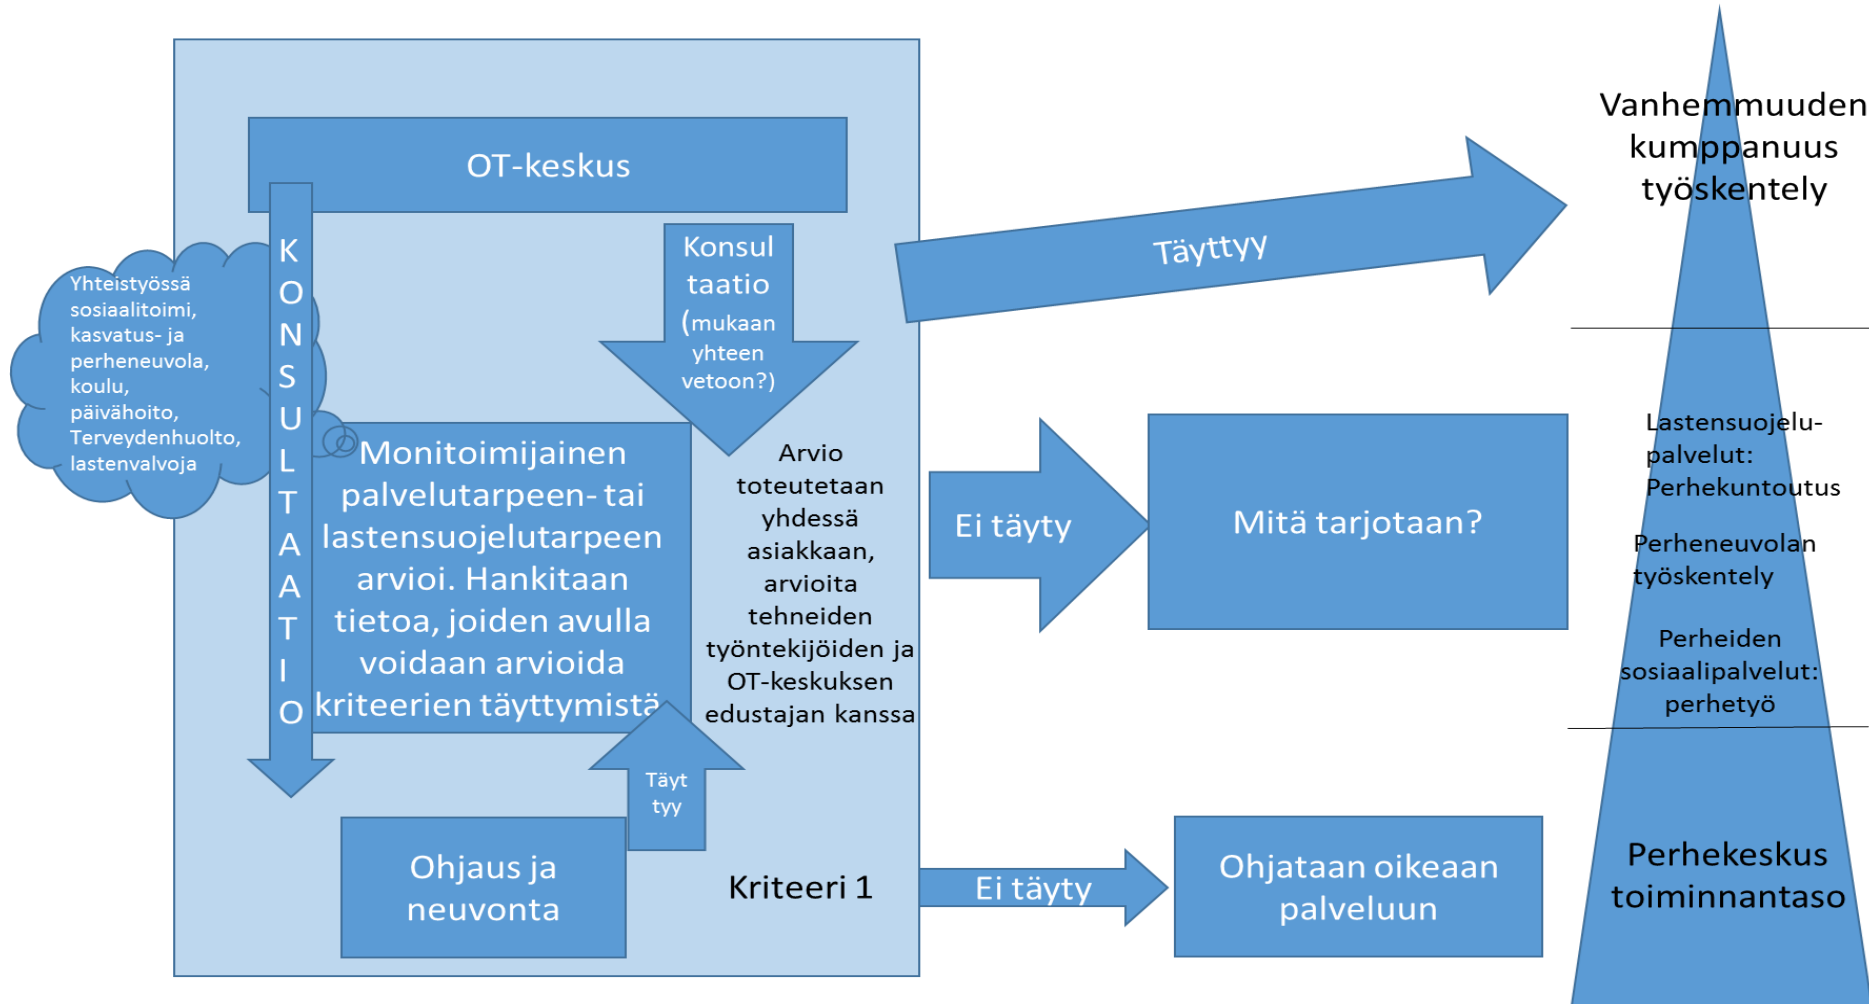 OT-keskus
KONSULTAATIO
Konsul
taatio
(mukaan
yhteen
vetoon?)
Yhteistyössä
sosiaalitoimi,
kasvatus- ja
perheneuvola,
koulu,
päivähoito,
Terveydenhuolto,
lastenvalvoja
Monitoimijainen
palvelutarpeen- tai
lastensuojelutarpeen
arvioi. Hankitaan
tietoa, joiden avulla
voidaan arvioida
kriteerien täyttymistä
Arvio
toteutetaan
yhdessä
asiakkaan,
arvioita
tehneiden
työntekijöiden ja
OT-keskuksen
edustajan kanssa
Täyt
tyy
Ohjaus ja
neuvonta
Kriteeri 1
Täyttyy
Ei täyty
Mitä tarjotaan?
Ei täyty
Ohjataan oikeaan
palveluun
Vanhemmuuden
kumppanuus
työskentely
Lastensuojelu-
palvelut:
Perhekuntoutus
Perheneuvolan
työskentely
Perheiden
sosiaalipalvelut:
perhetyö
Perhekeskus
toiminnantaso